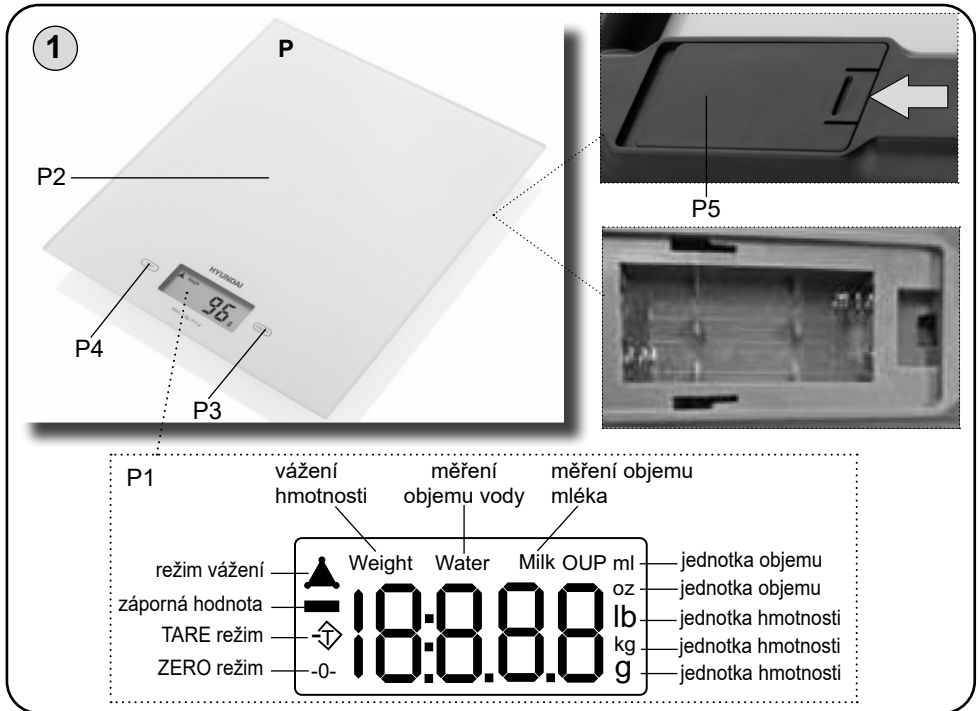 1
P
P2
HYUNDAI
96
P4
P3
P5
P1
vážení
hmotnosti
měření
objemu vody
měření objemu
mléka
režim vážení
záporná hodnota
TARE režim
ZERO režim
Weight Water Milk OUP ml
oz
lb
kg
g
T
-0-
18:8.8.8
jednotka objemu
jednotka objemu
jednotka hmotnosti
jednotka hmotnosti
jednotka hmotnosti